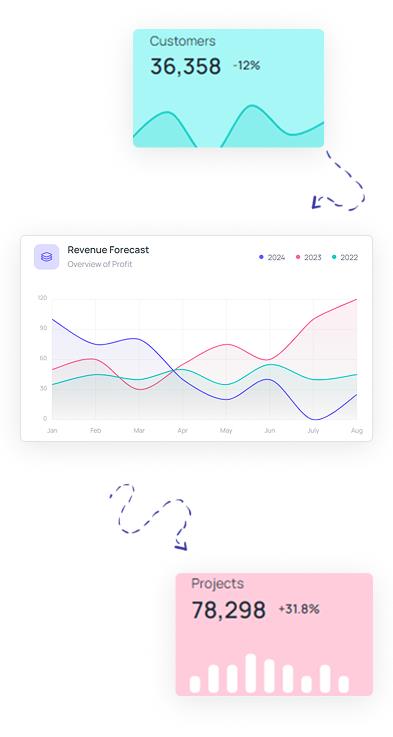 Customers
36,358 -12%
Revenue Forecast
Overview of Profit
2024 2023 2022
120
90
60
30
0
Jan Feb Mar Apr May Jun July Aug
Projects
78,298 +31.8%